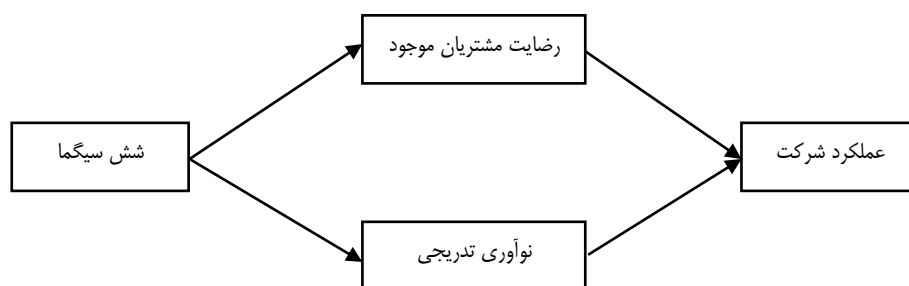 رضایت مشتریان موجود
شش سیگما
عملکرد شرکت
نوآوری تدریجی